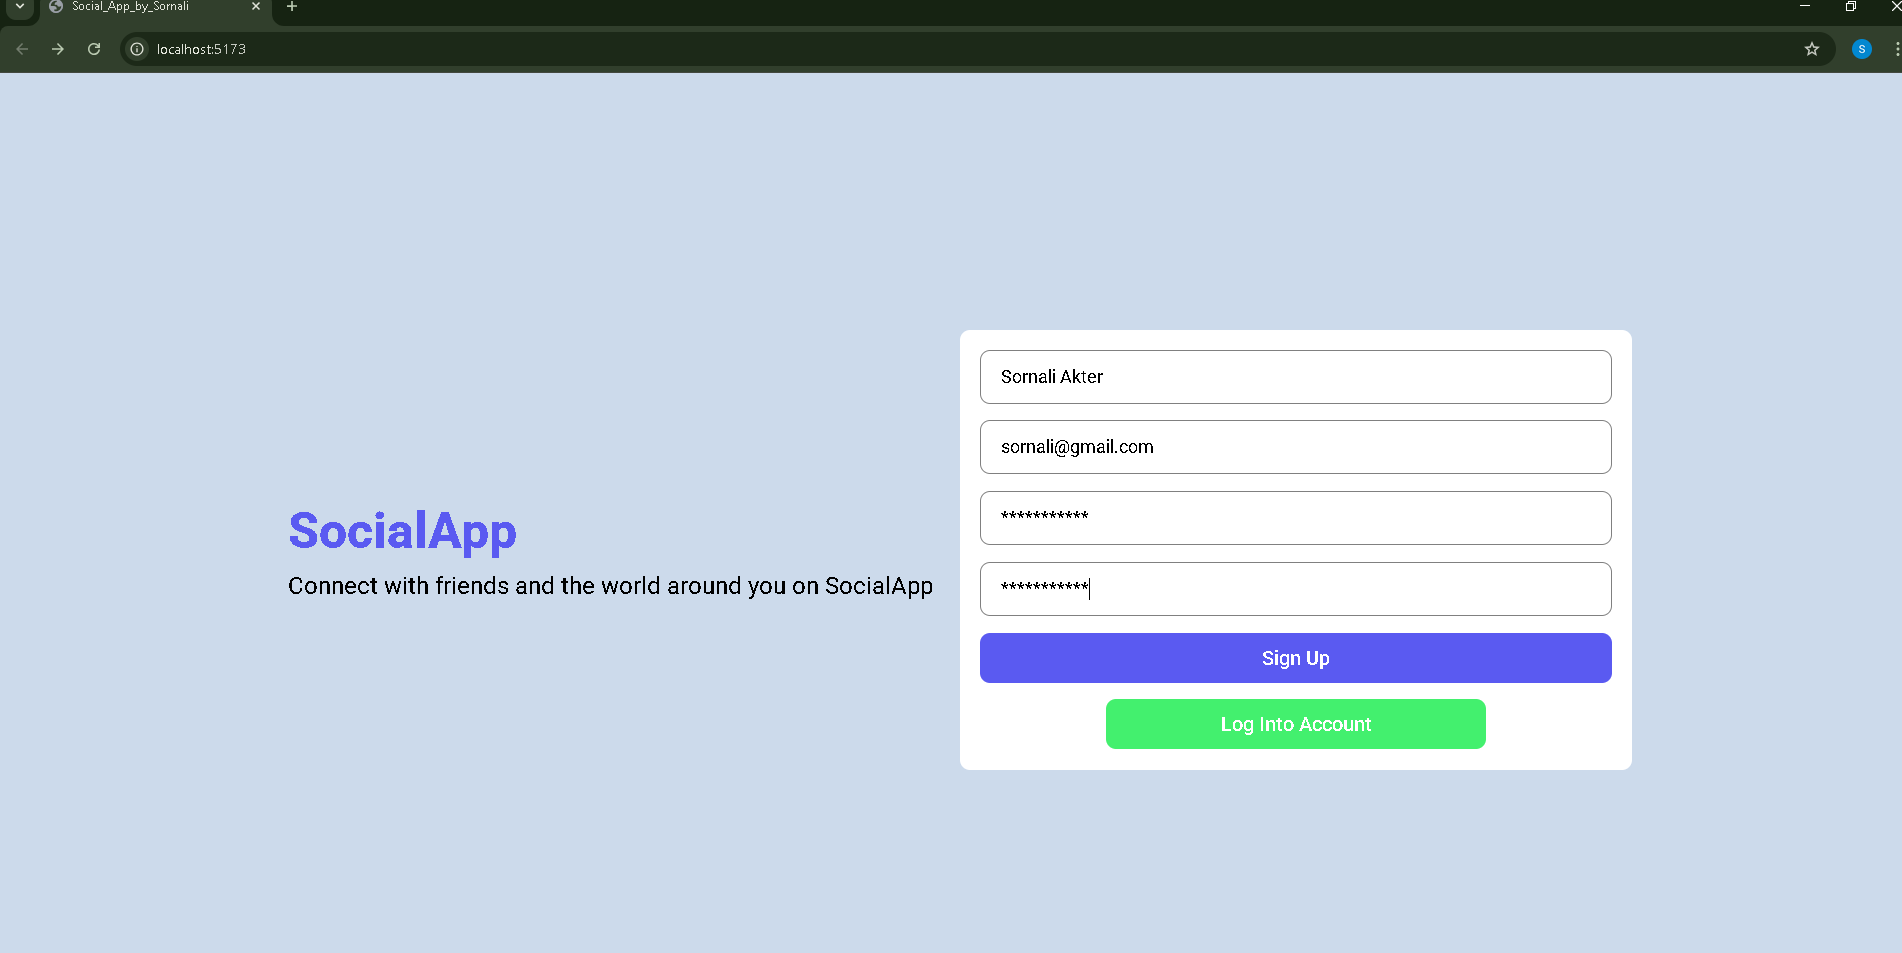 Social_App_by_Sornali
localhost:5173
S
Sornali Akter
sornali@gmail.com
***********
***********
SocialApp
Connect with friends and the world around you on SocialApp
Sign Up
Log Into Account